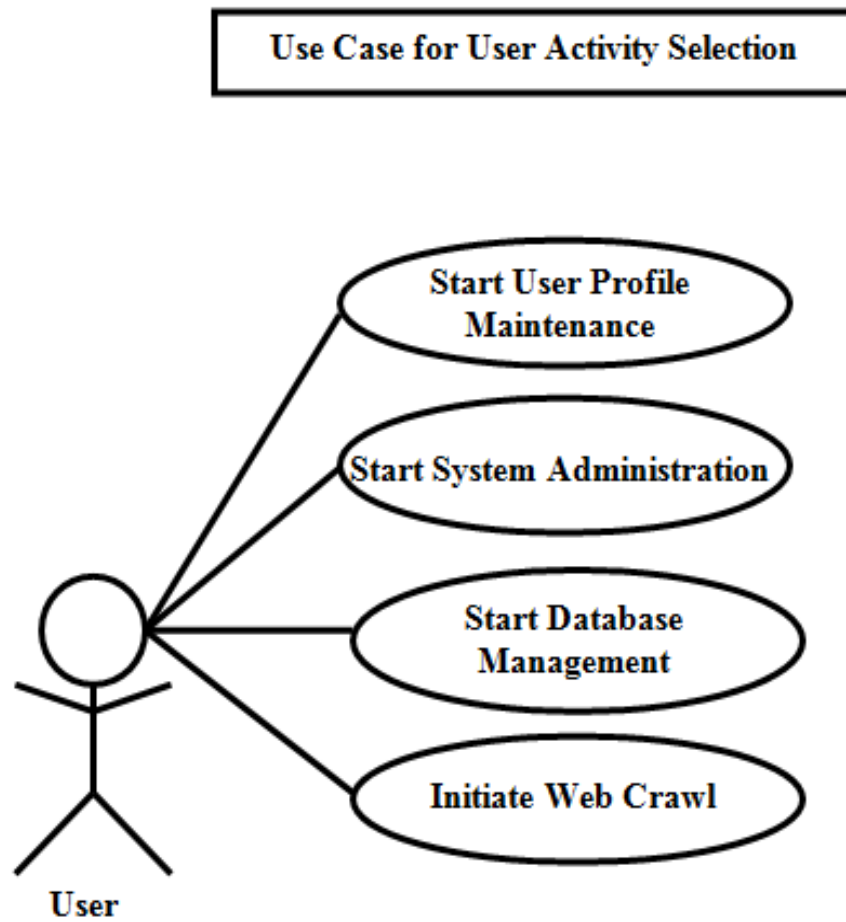 Use Case for User Activity Selection
Start User Profile
Maintenance
Start System Administration
Start Database
Management
Initiate Web Crawl
User